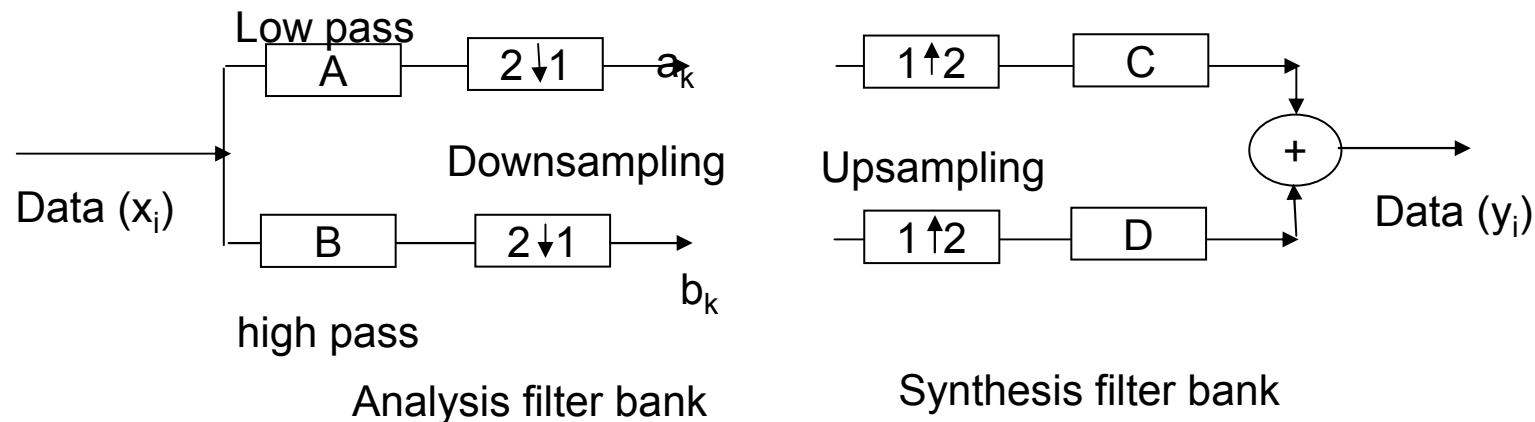 Low pass
A
2↓1
a_k
1↑2
C
Data (x_i)
Downsampling
Upsampling
+
Data (y_i)
B
2↓1
b_k
1↑2
D
high pass
Analysis filter bank
Synthesis filter bank